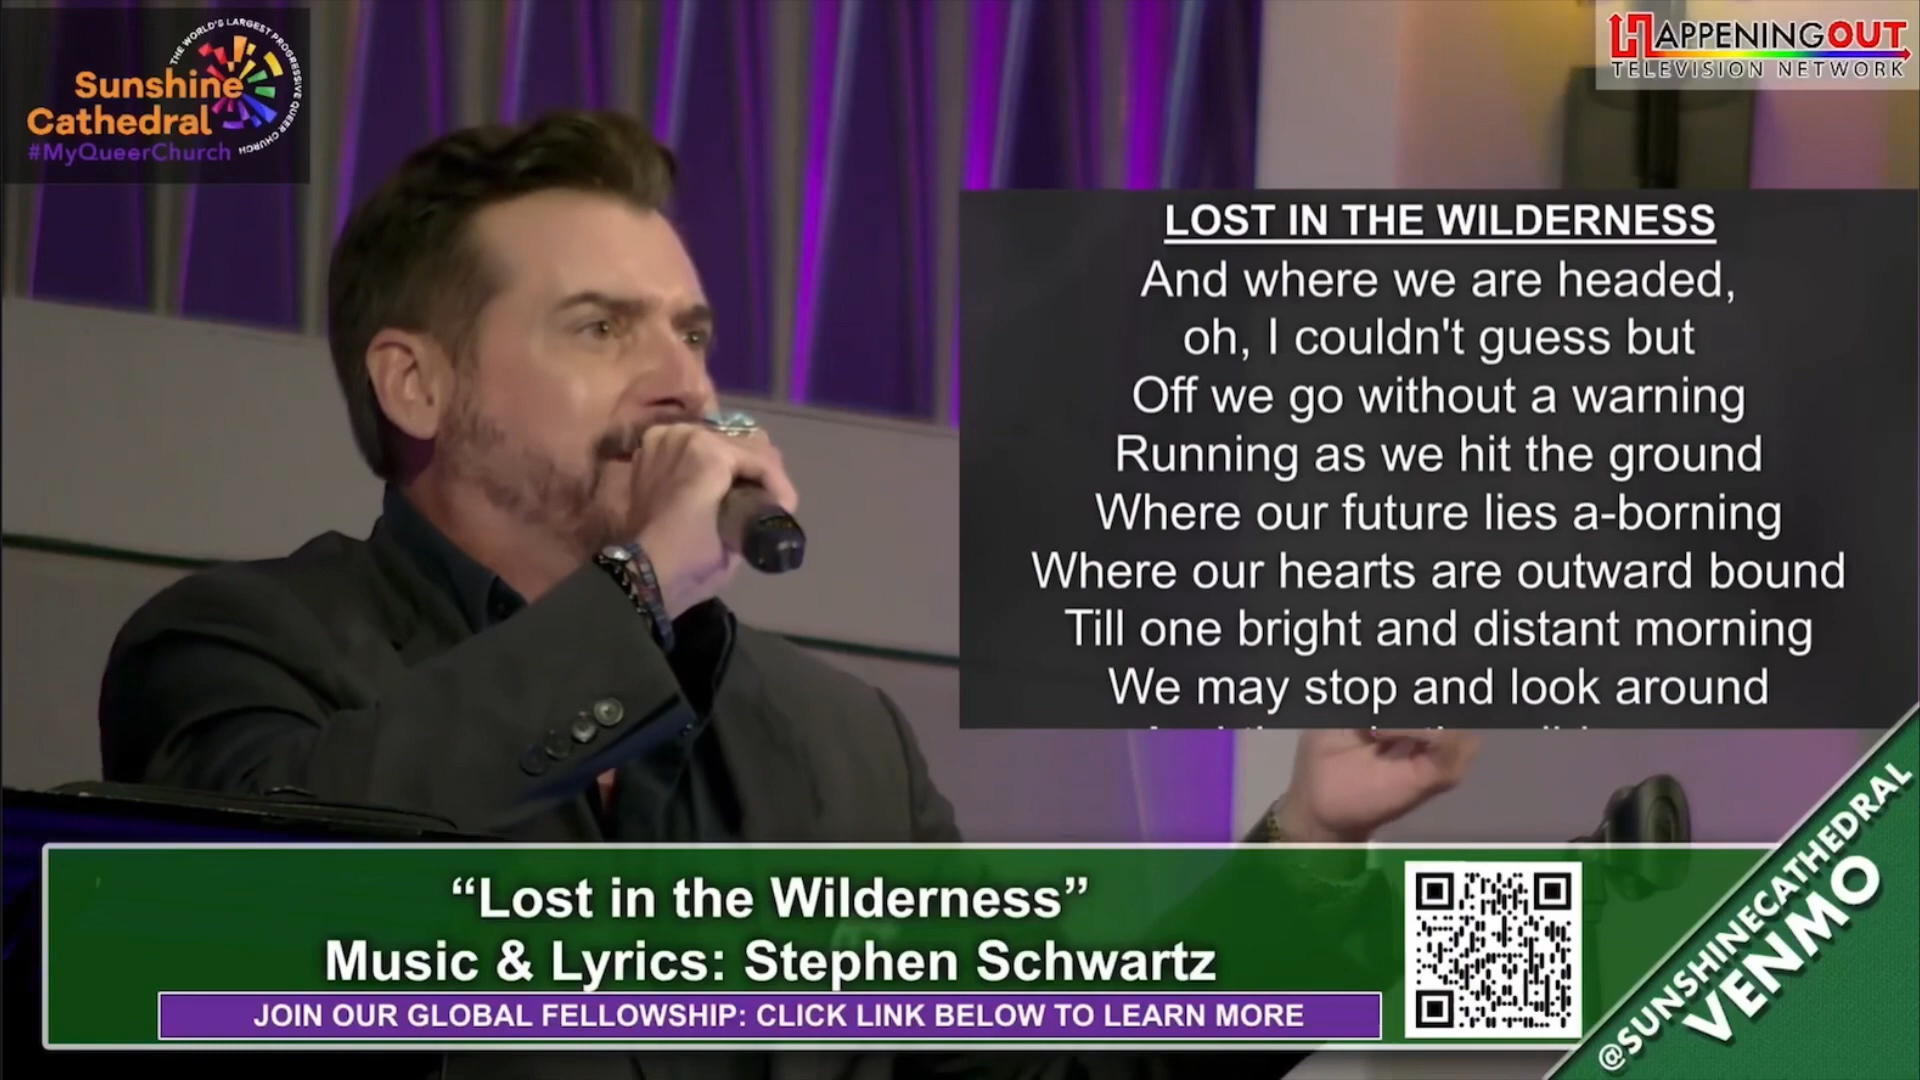 THE WORLD'S LARGEST PROGRESSIVE QUEER CHURCH
Sunshine
Cathedral
#MyQueerChurch
HAPPENINGOUT
TELEVISION NETWORK
LOST IN THE WILDERNESS
And where we are headed,
oh, I couldn't guess but
Off we go without a warning
Running as we hit the ground
Where our future lies a-borning
Where our hearts are outward bound
Till one bright and distant morning
We may stop and look around
“Lost in the Wilderness”
Music & Lyrics: Stephen Schwartz
JOIN OUR GLOBAL FELLOWSHIP: CLICK LINK BELOW TO LEARN MORE
@SUNSHINECATHEDRAL
VENMO